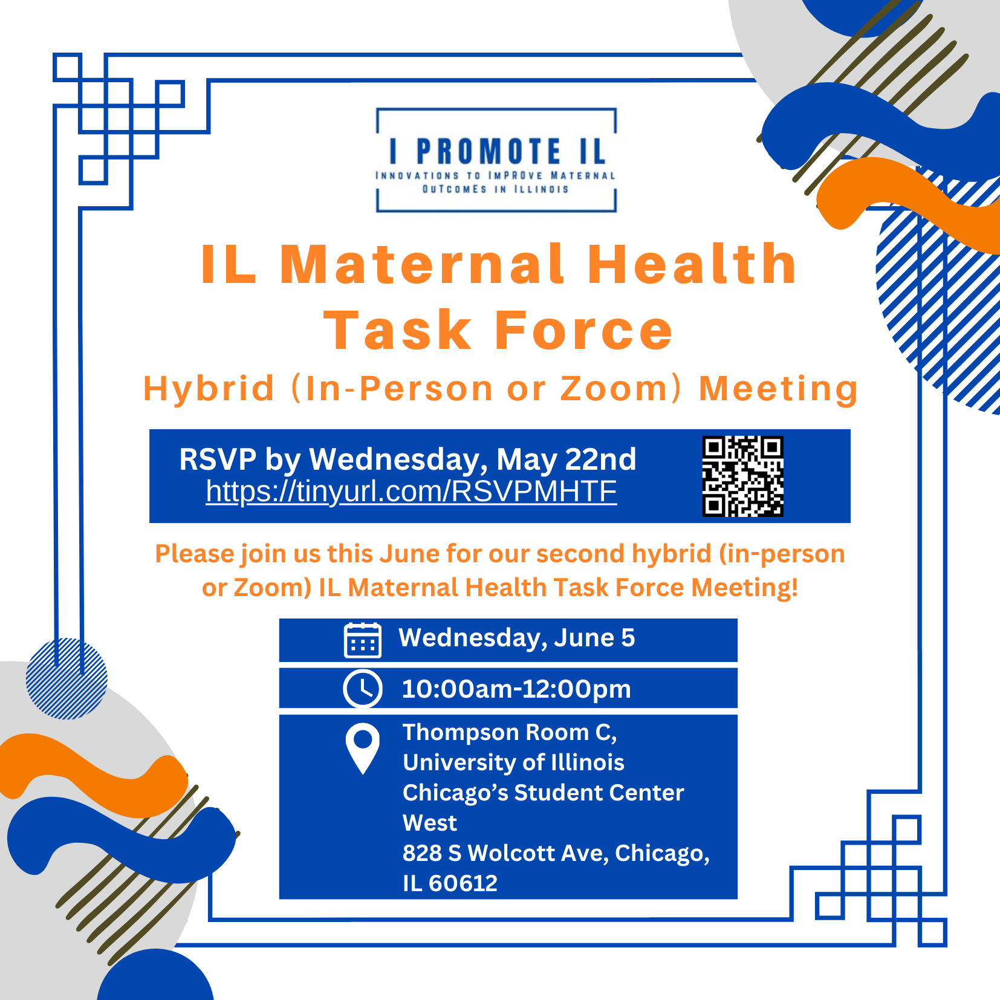 I PROMOTE IL
INNOVATIONS TO IMPROVE MATERNAL
OUTCOMES IN ILLINOIS
IL Maternal Health
Task Force
Hybrid (In-Person or Zoom) Meeting
RSVP by Wednesday, May 22nd
https://tinyurl.com/RSVPMHTF
Please join us this June for our second hybrid (in-person
or Zoom) IL Maternal Health Task Force Meeting!
Wednesday, June 5
10:00am-12:00pm
Thompson Room C,
University of Illinois
Chicago’s Student Center
West
828 S Wolcott Ave, Chicago,
IL 60612